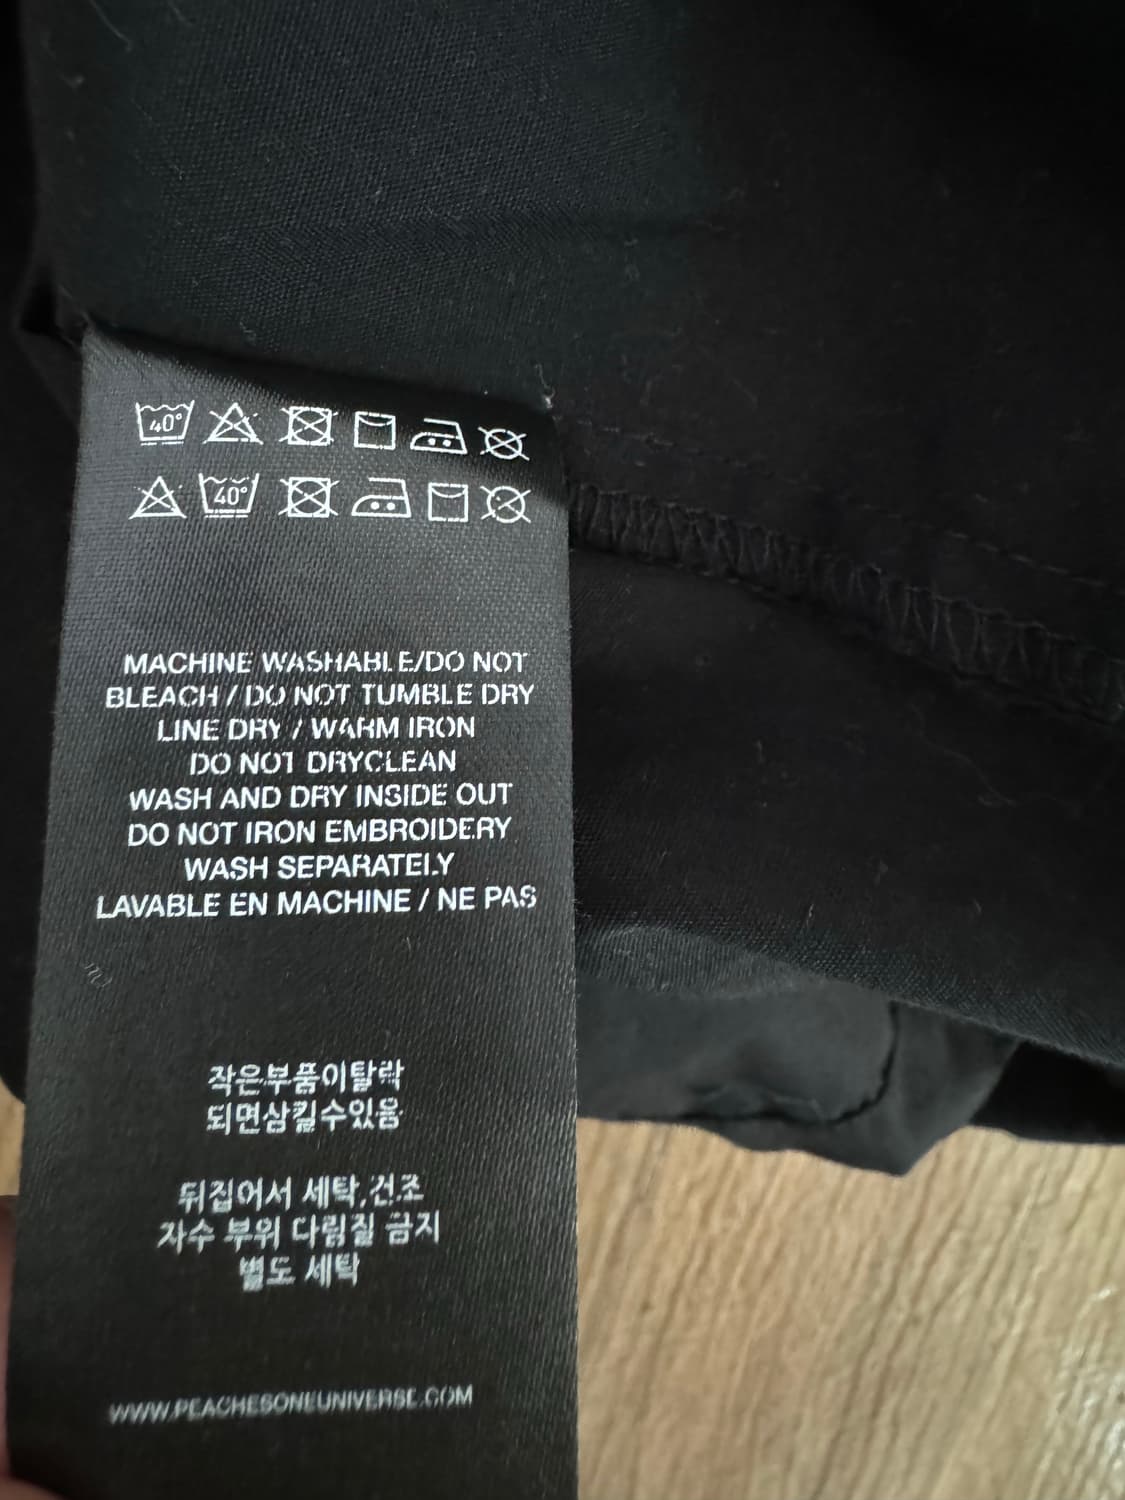 40°
40°
MACHINE WASHABLE/DO NOT
BLEACH / DO NOT TUMBLE DRY
LINE DRY / WARM IRON
DO NOT DRYCLEAN
WASH AND DRY INSIDE OUT
DO NOT IRON EMBROIDERY
WASH SEPARATELY
LAVABLE EN MACHINE / NE PAS
작은부품이탈락
되면삼킬수있음
뒤집어서 세탁,건조
자수 부위 다림질 금지
별도 세탁
WWW.PEACHESONEUNIVERSE.COM